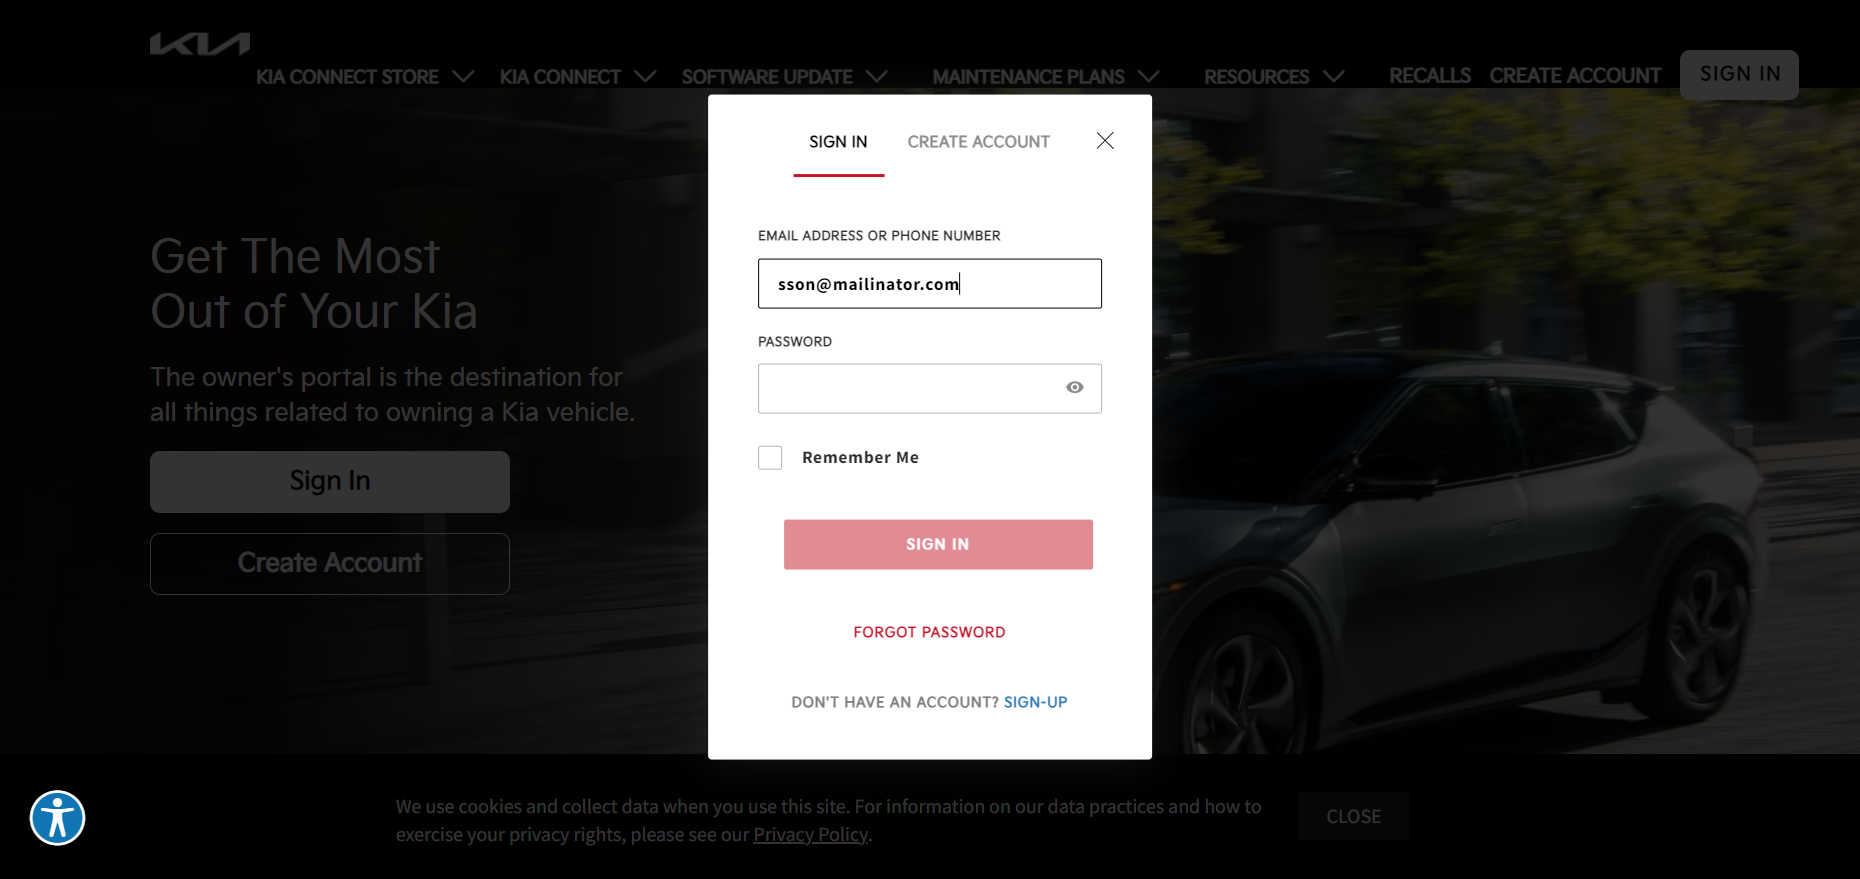 KIA
KIA CONNECT STORE KIA CONNECT SOFTWARE UPDATE MAINTENANCE PLANS RESOURCES RECALLS CREATE ACCOUNT SIGN IN
SIGN IN CREATE ACCOUNT
EMAIL ADDRESS OR PHONE NUMBER
sson@mailinator.com
PASSWORD
Remember Me
SIGN IN
FORGOT PASSWORD
DON'T HAVE AN ACCOUNT? SIGN-UP
Get The Most
Out of Your Kia
The owner's portal is the destination for
all things related to owning a Kia vehicle.
Sign In
Create Account
We use cookies and collect data when you use this site. For information on our data practices and how to
exercise your privacy rights, please see our Privacy Policy.
CLOSE